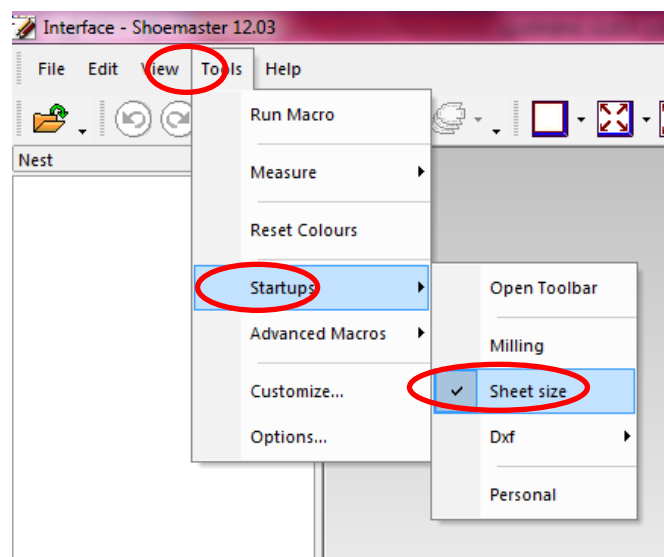 Interface - Shoemaster 12.03
File Edit View Tools Help
Nest
Run Macro
Measure
Reset Colours
Startups
Advanced Macros
Customize...
Options...
Open Toolbar
Milling
Sheet size
Dxf
Personal